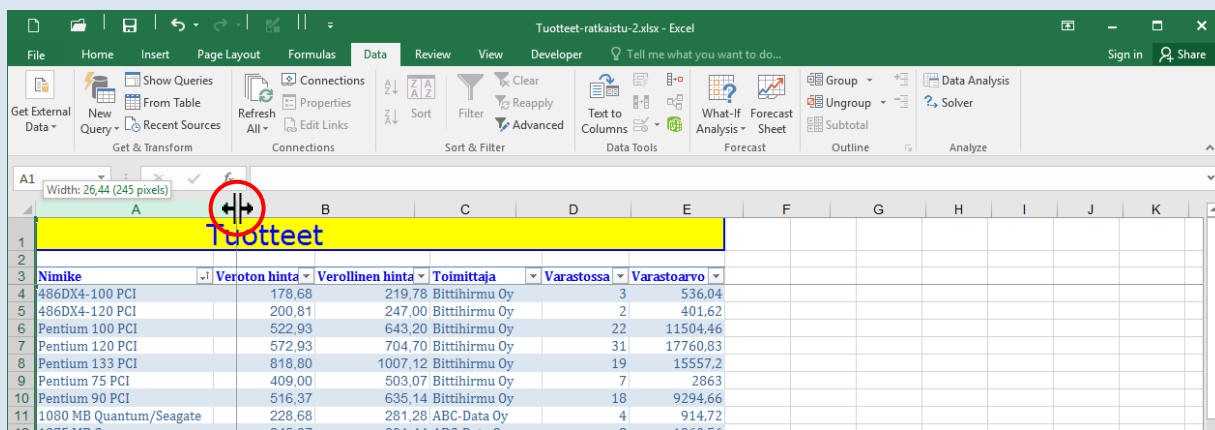 Tuotteet-ratkaistu-2.xlsx - Excel
File Home Insert Page Layout Formulas Data Review View Developer Tell me what you want to do... Sign in Share
Get External Data
New Query
Show Queries
From Table
Recent Sources
Get & Transform
Refresh All
Connections
Properties
Edit Links
Connections
Sort
Filter
Clear
Reapply
Advanced
Sort & Filter
Text to Columns
Data Tools
What-If Analysis
Forecast Sheet
Forecast
Group
Ungroup
Subtotal
Outline
Data Analysis
Solver
Analyze
A1 fx
Width: 26,44 (245 pixels)
A B C D E F G H I J K
1 Tuotteet
2
3 Nimike Veroton hinta Verollinen hinta Toimittaja Varastossa Varastoarvo
4 486DX4-100 PCI 178,68 219,78 Bittihirmu Oy 3 536,04
5 486DX4-120 PCI 200,81 247,00 Bittihirmu Oy 2 401,62
6 Pentium 100 PCI 522,93 643,20 Bittihirmu Oy 22 11504,46
7 Pentium 120 PCI 572,93 704,70 Bittihirmu Oy 31 17760,83
8 Pentium 133 PCI 818,80 1007,12 Bittihirmu Oy 19 15557,2
9 Pentium 75 PCI 409,00 503,07 Bittihirmu Oy 7 2863
10 Pentium 90 PCI 516,37 635,14 Bittihirmu Oy 18 9294,66
11 1080 MB Quantum/Seagate 228,68 281,28 ABC-Data Oy 4 914,72